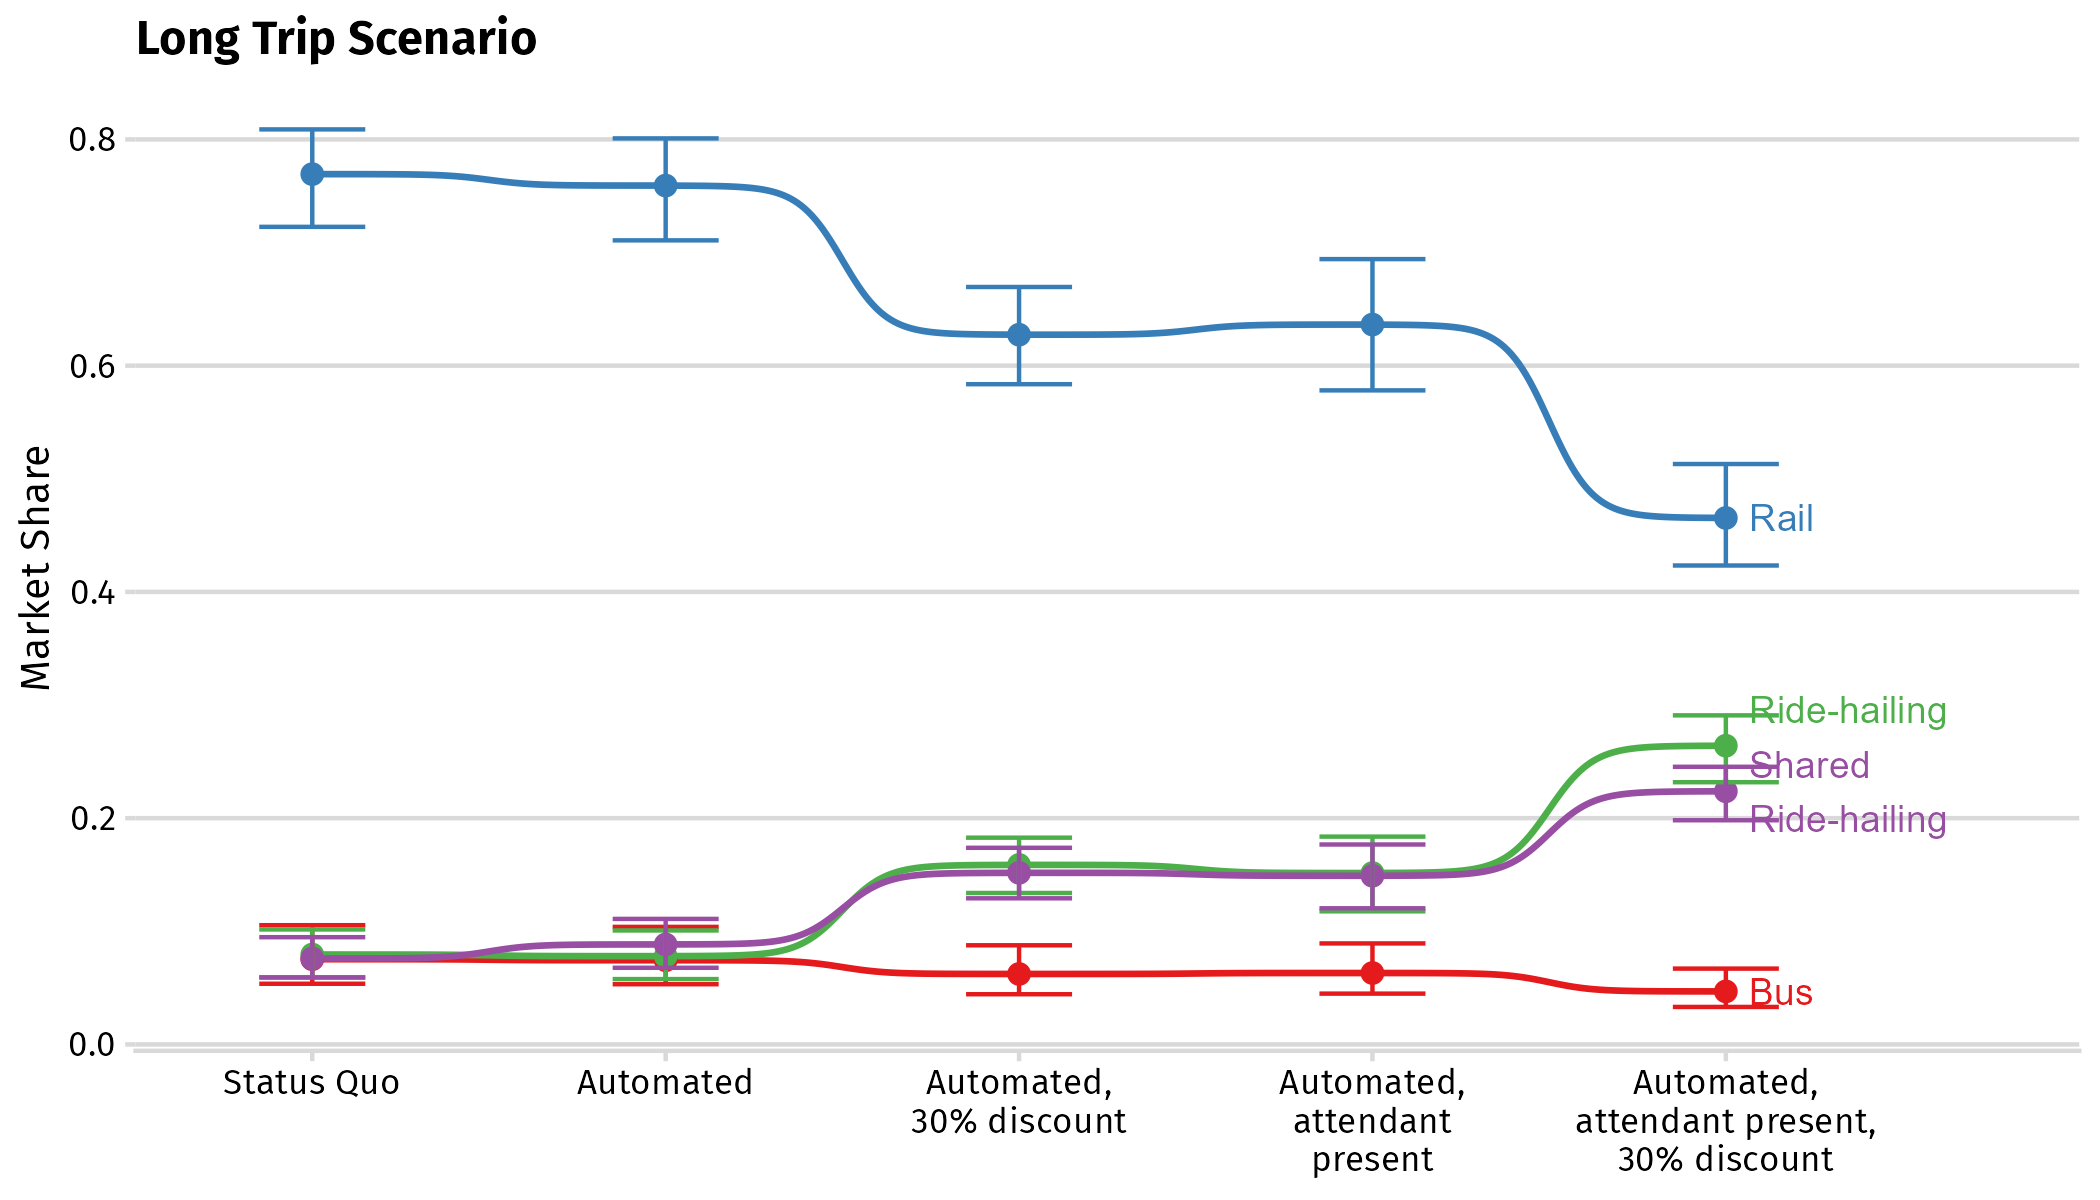 Long Trip Scenario
Market Share
0.8
0.6
0.4
0.2
0.0
Rail
Ride-hailing
Shared
Ride-hailing
Bus
Status Quo
Automated
Automated,
30% discount
Automated,
attendant
present
Automated,
attendant present,
30% discount